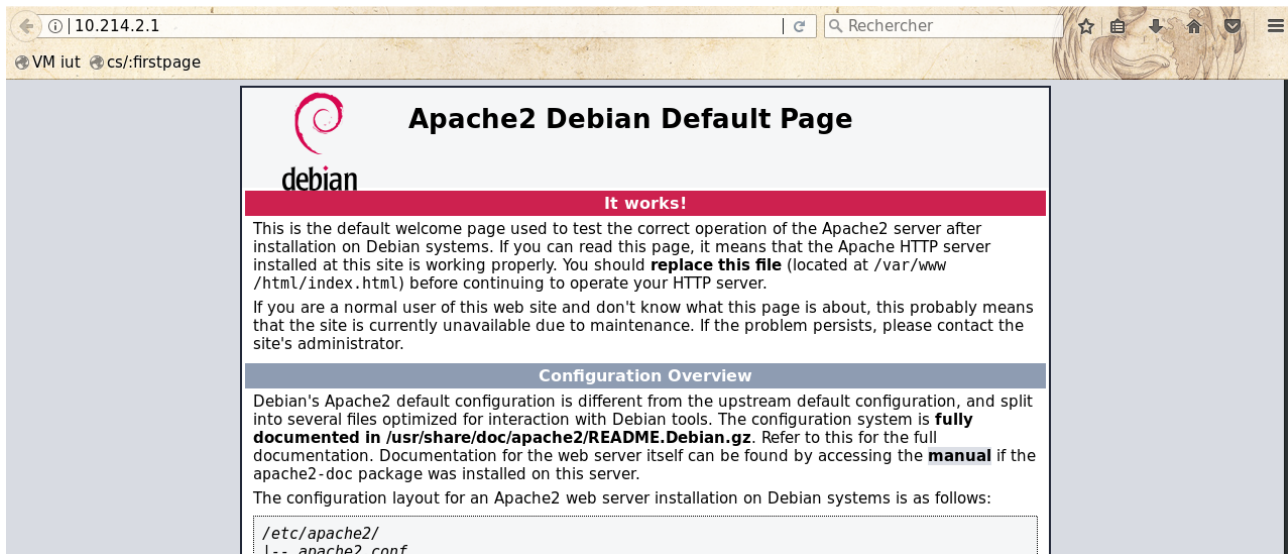 10.214.2.1
Rechercher
VM iut cs/:firstpage
Apache2 Debian Default Page
debian
It works!
This is the default welcome page used to test the correct operation of the Apache2 server after
installation on Debian systems. If you can read this page, it means that the Apache HTTP server
installed at this site is working properly. You should replace this file (located at /var/www
/html/index.html) before continuing to operate your HTTP server.
If you are a normal user of this web site and don't know what this page is about, this probably means
that the site is currently unavailable due to maintenance. If the problem persists, please contact the
site's administrator.
Configuration Overview
Debian's Apache2 default configuration is different from the upstream default configuration, and split
into several files optimized for interaction with Debian tools. The configuration system is fully
documented in /usr/share/doc/apache2/README.Debian.gz. Refer to this for the full
documentation. Documentation for the web server itself can be found by accessing the manual if the
apache2-doc package was installed on this server.
The configuration layout for an Apache2 web server installation on Debian systems is as follows:
/etc/apache2/
|-- apache2.conf